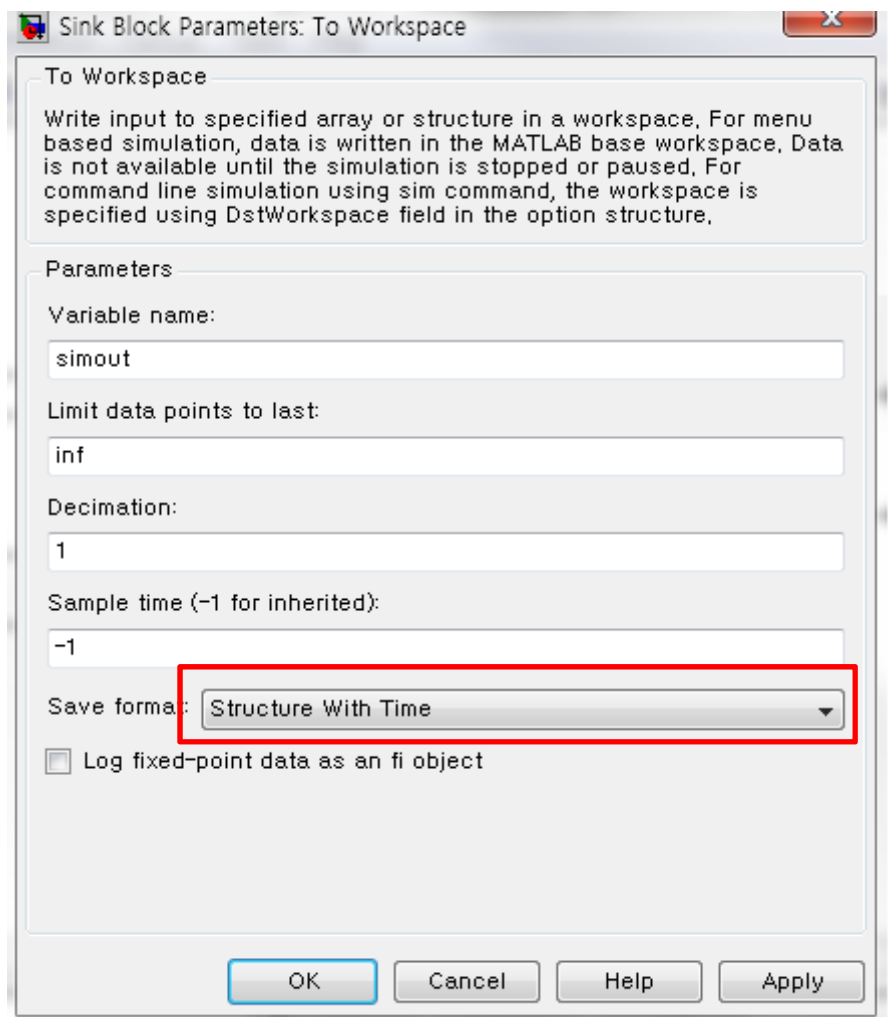 Sink Block Parameters: To Workspace
To Workspace
Write input to specified array or structure in a workspace. For menu
based simulation, data is written in the MATLAB base workspace. Data
is not available until the simulation is stopped or paused. For
command line simulation using sim command, the workspace is
specified using DstWorkspace field in the option structure.
Parameters
Variable name:
simout
Limit data points to last:
inf
Decimation:
1
Sample time (-1 for inherited):
-1
Save format: Structure With Time
Log fixed-point data as an fi object
OK Cancel Help Apply